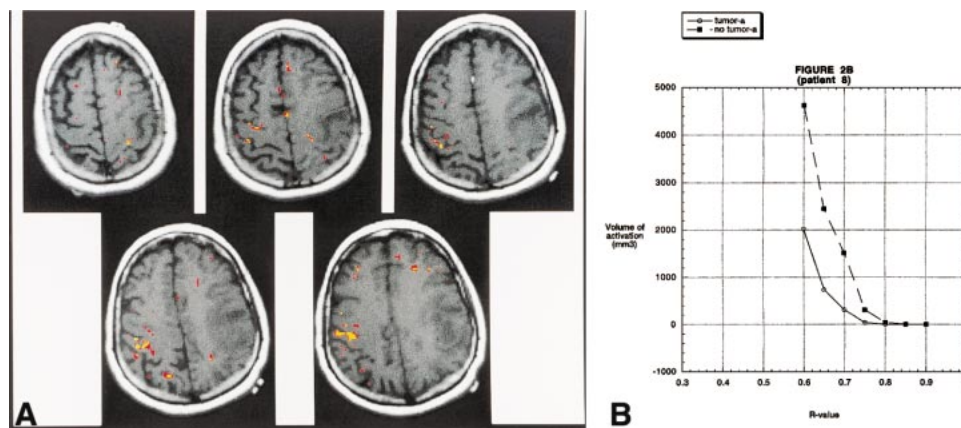 A
tumor-a
- no tumor-a
FIGURE 2B
(patient 8)
5000
4000
3000
2000
1000
0
-1000
Volume of
activation
(mm3)
0.3 0.4 0.5 0.6 0.7 0.8 0.9
R-value
B